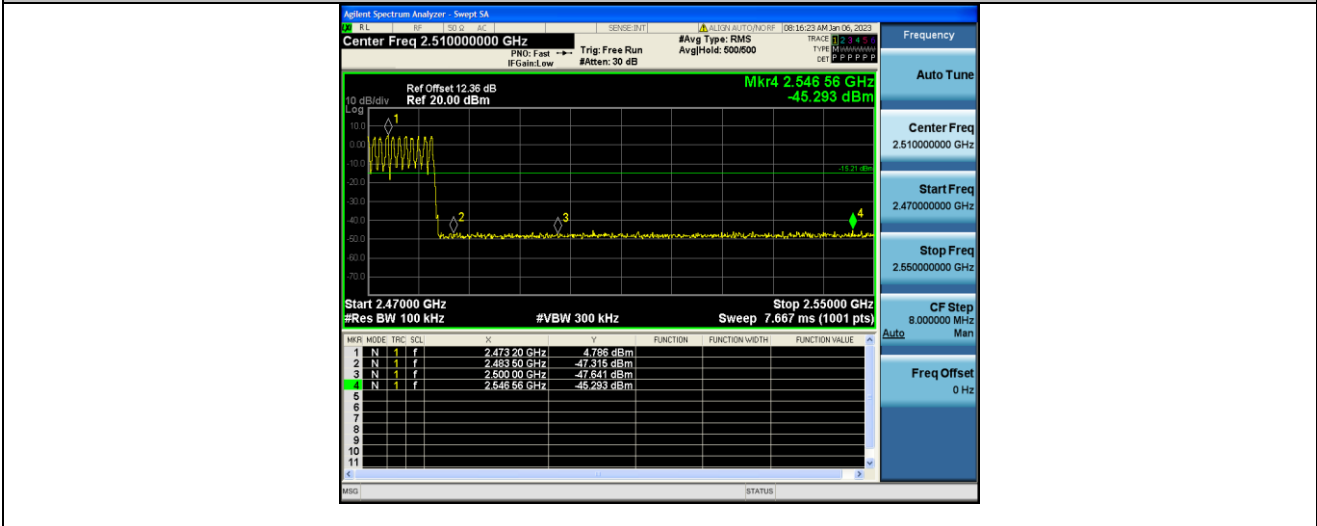 Agilent Spectrum Analyzer - Swept SA
RL RF 50 Ω AC SENSE:INT ALIGN AUTO/NO RF 08:16:23 AM Jan 06, 2023
Center Freq 2.510000000 GHz
PNO: Fast
IFGain:Low
Trig: Free Run
#Atten: 30 dB
#Avg Type: RMS
Avg|Hold: 500/500
TRACE 1 2 3 4 5 6
TYPE M
DET P P P P P P
Ref Offset 12.36 dB
10 dB/div Ref 20.00 dBm
Log
Mkr4 2.546 56 GHz
-45.293 dBm
10.0
0.00
-10.0
-20.0
-30.0
-40.0
-50.0
-60.0
-70.0
1
2
3
4
-15.21 dBm
Start 2.47000 GHz Stop 2.55000 GHz
#Res BW 100 kHz #VBW 300 kHz Sweep 7.667 ms (1001 pts)
MKR MODE TRC SCL X Y FUNCTION FUNCTION WIDTH FUNCTION VALUE
1 N 1 f 2.473 20 GHz 4.786 dBm
2 N 1 f 2.483 50 GHz -47.315 dBm
3 N 1 f 2.500 00 GHz -47.641 dBm
4 N 1 f 2.546 56 GHz -45.293 dBm
5
6
7
8
9
10
11
MSG STATUS
Frequency
Auto Tune
Center Freq
2.510000000 GHz
Start Freq
2.470000000 GHz
Stop Freq
2.550000000 GHz
CF Step
8.000000 MHz
Auto Man
Freq Offset
0 Hz